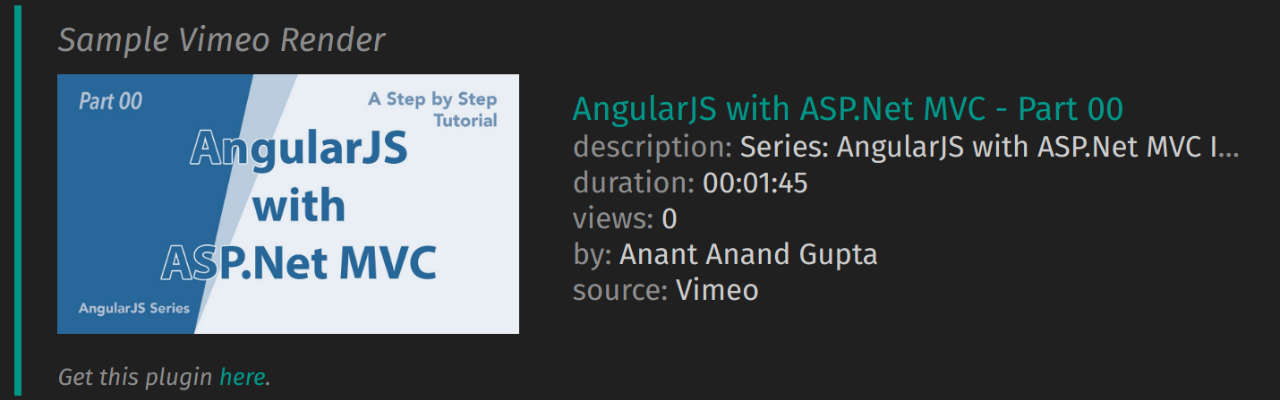 Sample Vimeo Render
Part 00
A Step by Step
Tutorial
AngularJS
with
ASP.Net MVC
AngularJS Series
AngularJS with ASP.Net MVC - Part 00
description: Series: AngularJS with ASP.Net MVC I...
duration: 00:01:45
views: 0
by: Anant Anand Gupta
source: Vimeo
Get this plugin here.